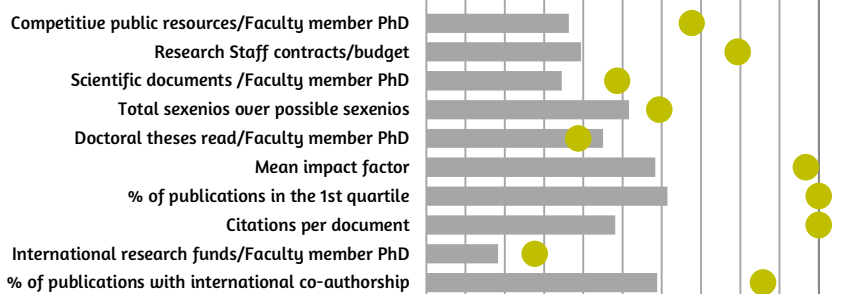 Competitive public resources/Faculty member PhD
Research Staff contracts/budget
Scientific documents /Faculty member PhD
Total sexenios over possible sexenios
Doctoral theses read/Faculty member PhD
Mean impact factor
% of publications in the 1st quartile
Citations per document
International research funds/Faculty member PhD
% of publications with international co-authorship